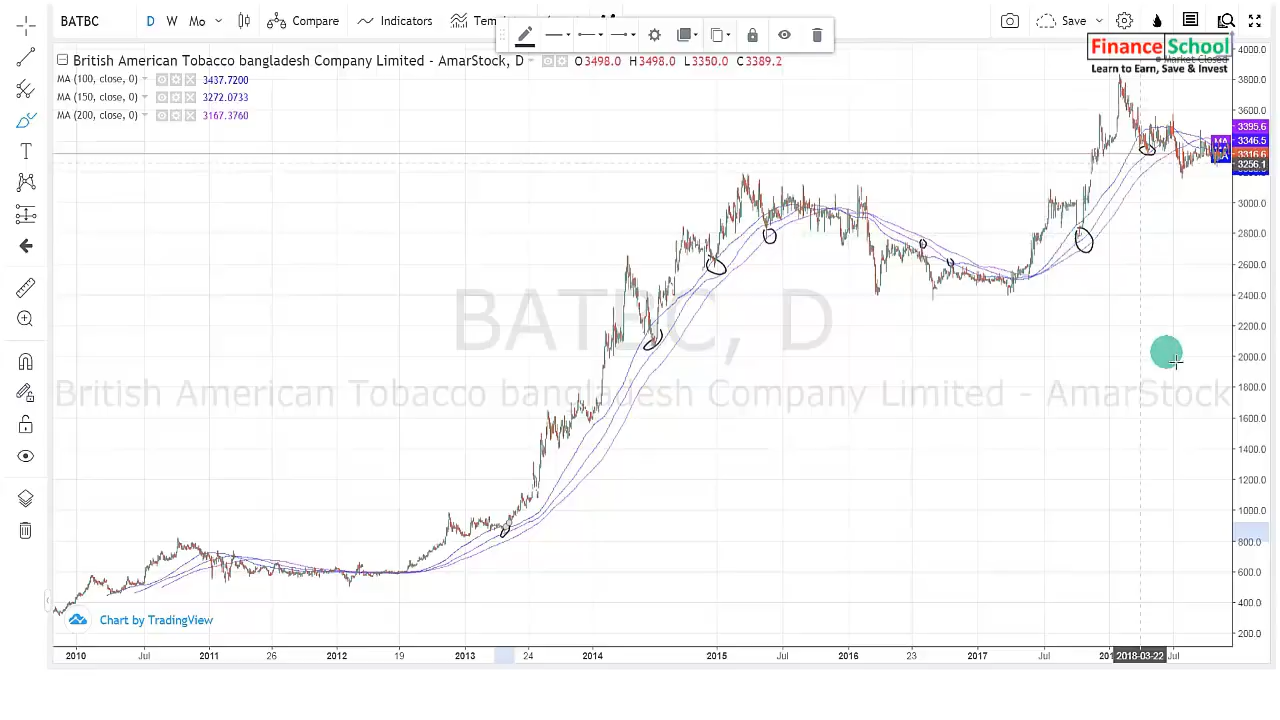 BATBC D W Mo Compare Indicators Save
Finance School
Learn to Earn, Save & Invest
British American Tobacco bangladesh Company Limited - AmarStock, D O3498.0 H3498.0 L3350.0 C3389.2 Market Closed
MA (100, close, 0) 3437.7200
MA (150, close, 0) 3272.0733
MA (200, close, 0) 3167.3760
4000.0
3800.0
3600.0
3395.6
MA 3346.5
3316.6
3256.1
3000.0
2800.0
2600.0
2400.0
2200.0
2000.0
1800.0
1600.0
1400.0
1200.0
1000.0
800.0
600.0
400.0
200.0
BATBC, D
British American Tobacco bangladesh Company Limited - AmarStock
Chart by TradingView
2010 Jul 2011 26 2012 19 2013 24 2014 2015 Jul 2016 23 2017 Jul 2018-03-22 Jul